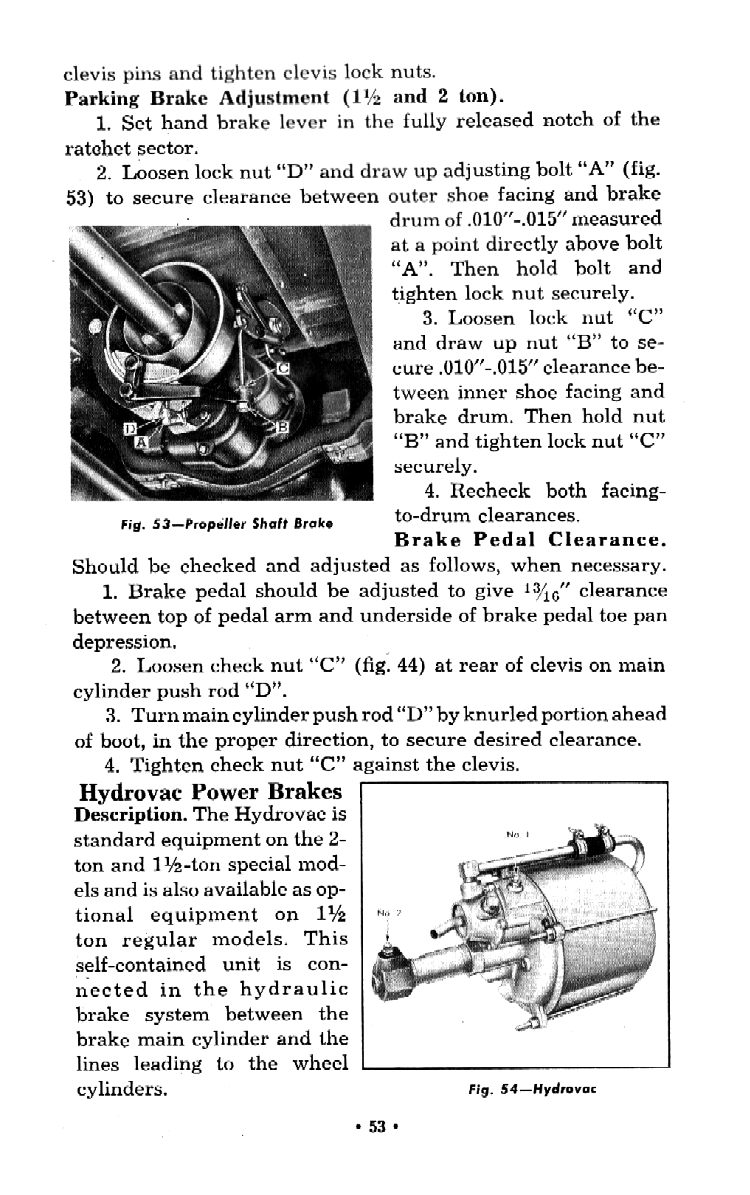 clevis pins and tighten clevis lock nuts.
Parking Brake Adjustment (1½ and 2 ton).
1. Set hand brake lever in the fully released notch of the
ratchet sector.
2. Loosen lock nut “D” and draw up adjusting bolt “A” (fig.
53) to secure clearance between outer shoe facing and brake
drum of .010″-.015″ measured
at a point directly above bolt
“A”. Then hold bolt and
tighten lock nut securely.
3. Loosen lock nut “C”
and draw up nut “B” to se-
cure .010″-.015″ clearance be-
tween inner shoe facing and
brake drum. Then hold nut
“B” and tighten lock nut “C”
securely.
4. Recheck both facing-
to-drum clearances.
C
D
B
A
Fig. 53—Propeller Shaft Brake
Brake Pedal Clearance.
Should be checked and adjusted as follows, when necessary.
1. Brake pedal should be adjusted to give 13/16″ clearance
between top of pedal arm and underside of brake pedal toe pan
depression.
2. Loosen check nut “C” (fig. 44) at rear of clevis on main
cylinder push rod “D”.
3. Turn main cylinder push rod “D” by knurled portion ahead
of boot, in the proper direction, to secure desired clearance.
4. Tighten check nut “C” against the clevis.
Hydrovac Power Brakes
Description. The Hydrovac is
standard equipment on the 2-
ton and 1½-ton special mod-
els and is also available as op-
tional equipment on 1½
ton regular models. This
self-contained unit is con-
nected in the hydraulic
brake system between the
brake main cylinder and the
lines leading to the wheel
cylinders.
No. 1
No. 2
Fig. 54—Hydrovac
• 53 •